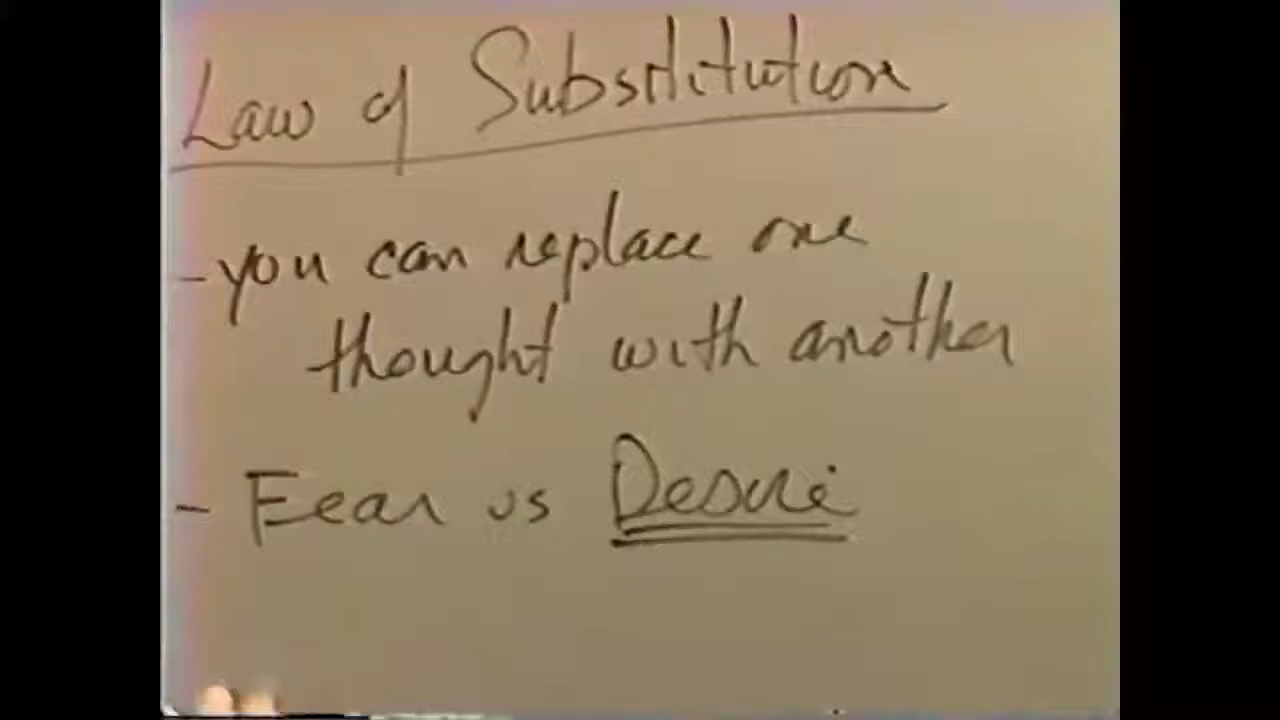 Law of Substitution
- you can replace one
thought with another
- Fear vs Desire